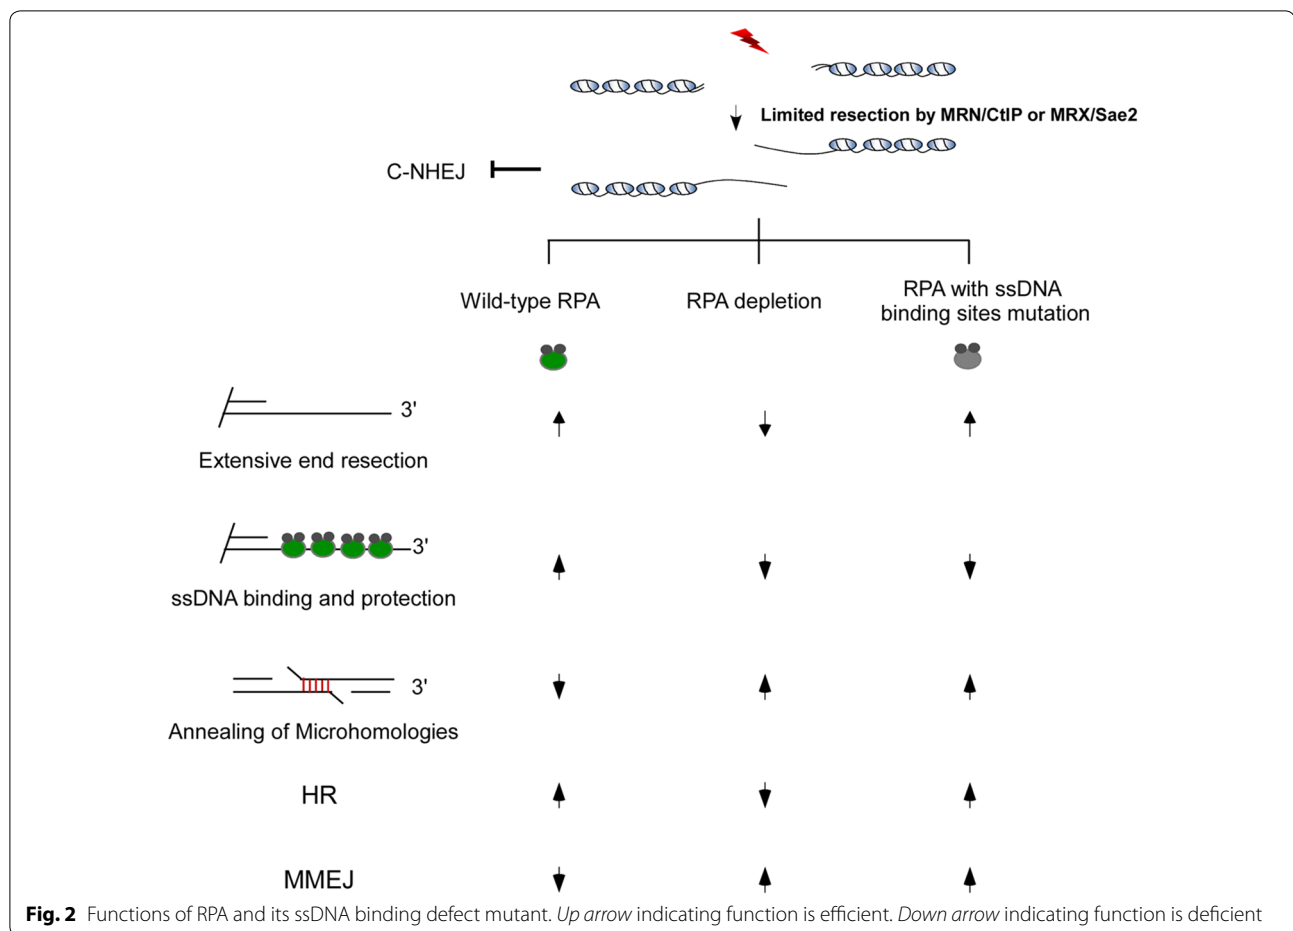 Limited resection by MRN/CtIP or MRX/Sae2
C-NHEJ
Wild-type RPA
RPA depletion
RPA with ssDNA
binding sites mutation
3'
Extensive end resection
3'
ssDNA binding and protection
3'
Annealing of Microhomologies
HR
MMEJ
Fig. 2 Functions of RPA and its ssDNA binding defect mutant. Up arrow indicating function is efficient. Down arrow indicating function is deficient